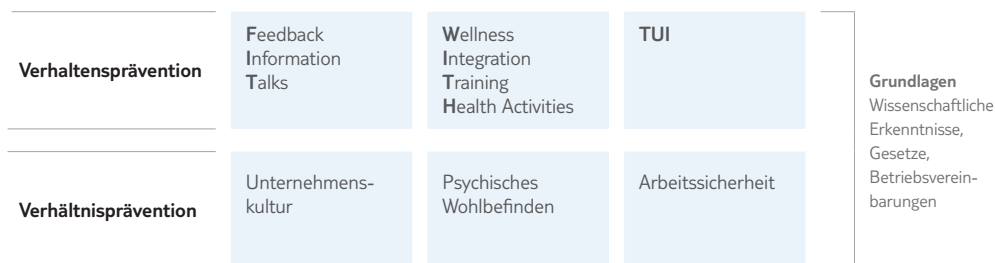 Verhaltensprävention
Feedback
Information
Talks
Wellness
Integration
Training
Health Activities
TUI
Verhältnisprävention
Unternehmens-
kultur
Psychisches
Wohlbefinden
Arbeitssicherheit
Grundlagen
Wissenschaftliche
Erkenntnisse,
Gesetze,
Betriebsverein-
barungen